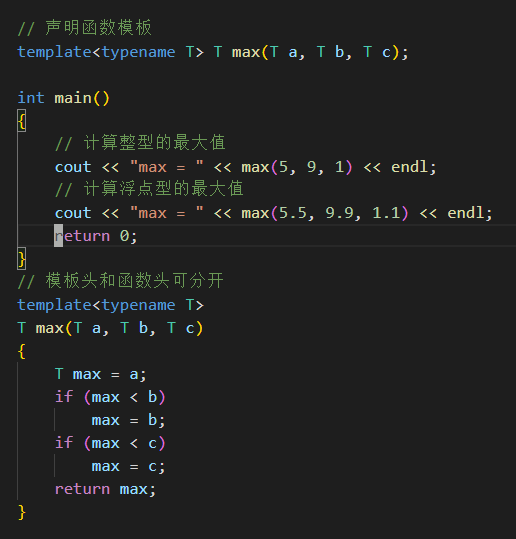 // 声明函数模板
template<typename T> T max(T a, T b, T c);
int main()
{
// 计算整型的最大值
cout << "max = " << max(5, 9, 1) << endl;
// 计算浮点型的最大值
cout << "max = " << max(5.5, 9.9, 1.1) << endl;
return 0;
}
// 模板头和函数头可分开
template<typename T>
T max(T a, T b, T c)
{
T max = a;
if (max < b)
max = b;
if (max < c)
max = c;
return max;
}